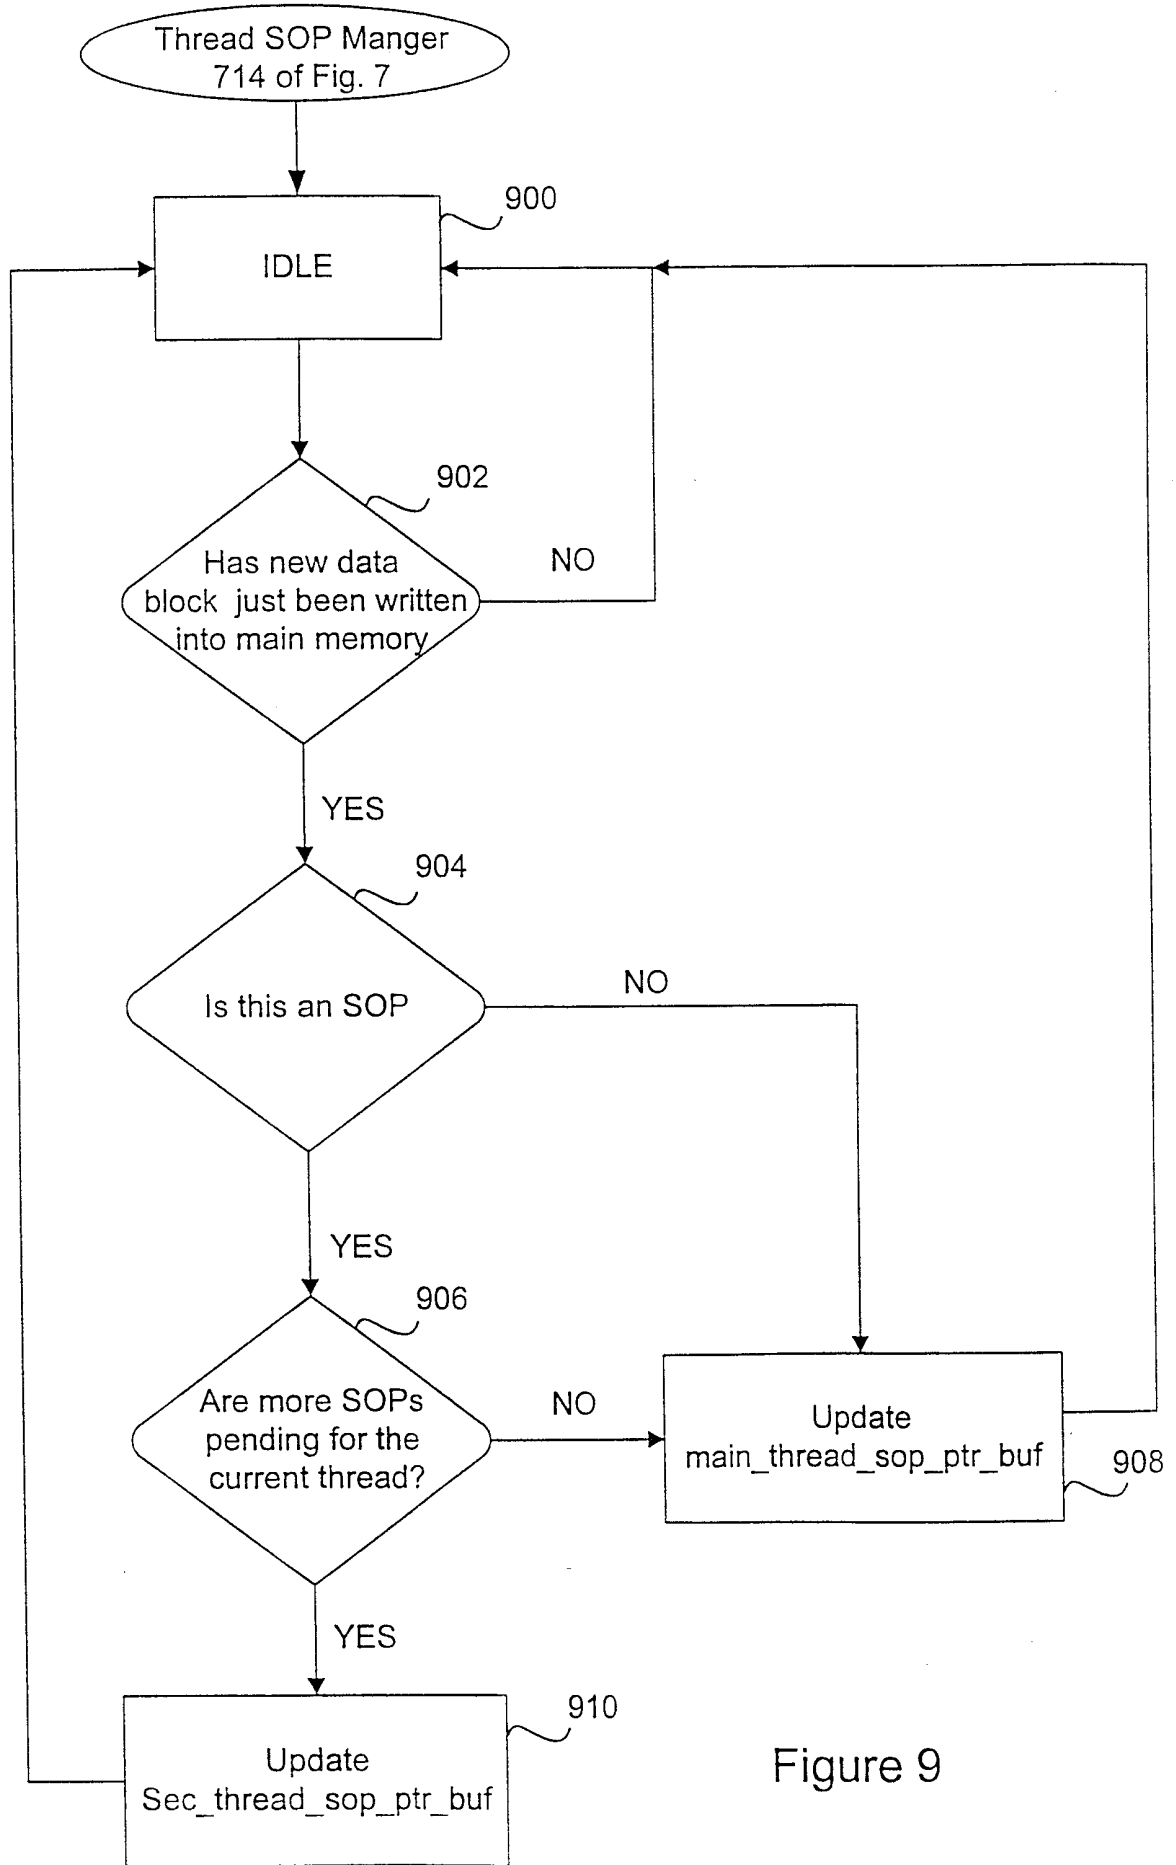 Thread SOP Manger
714 of Fig. 7
900
IDLE
902
Has new data
block just been written
into main memory
NO
YES
904
Is this an SOP
NO
YES
906
Are more SOPs
pending for the
current thread?
NO
Update
main_thread_sop_ptr_buf
908
YES
910
Update
Sec_thread_sop_ptr_buf
Figure 9